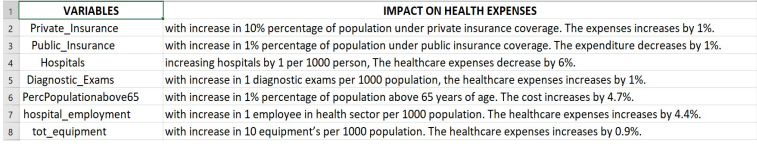 1 VARIABLES IMPACT ON HEALTH EXPENSES
2 Private_Insurance with increase in 10% percentage of population under private insurance coverage. The expenses increases by 1%.
3 Public_Insurance with increase in 1% percentage of population under public insurance coverage. The expenditure decreases by 1%.
4 Hospitals increasing hospitals by 1 per 1000 person, The healthcare expenses decrease by 6%.
5 Diagnostic_Exams with increase in 1 diagnostic exams per 1000 population, the healthcare expenses increases by 1%.
6 PercPopulationabove65 with increase in 1% percentage of population above 65 years of age. The cost increases by 4.7%.
7 hospital_employment with increase in 1 employee in health sector per 1000 population. The healthcare expenses increases by 4.4%.
8 tot_equipment with increase in 10 equipment's per 1000 population. The healthcare expenses increases by 0.9%.